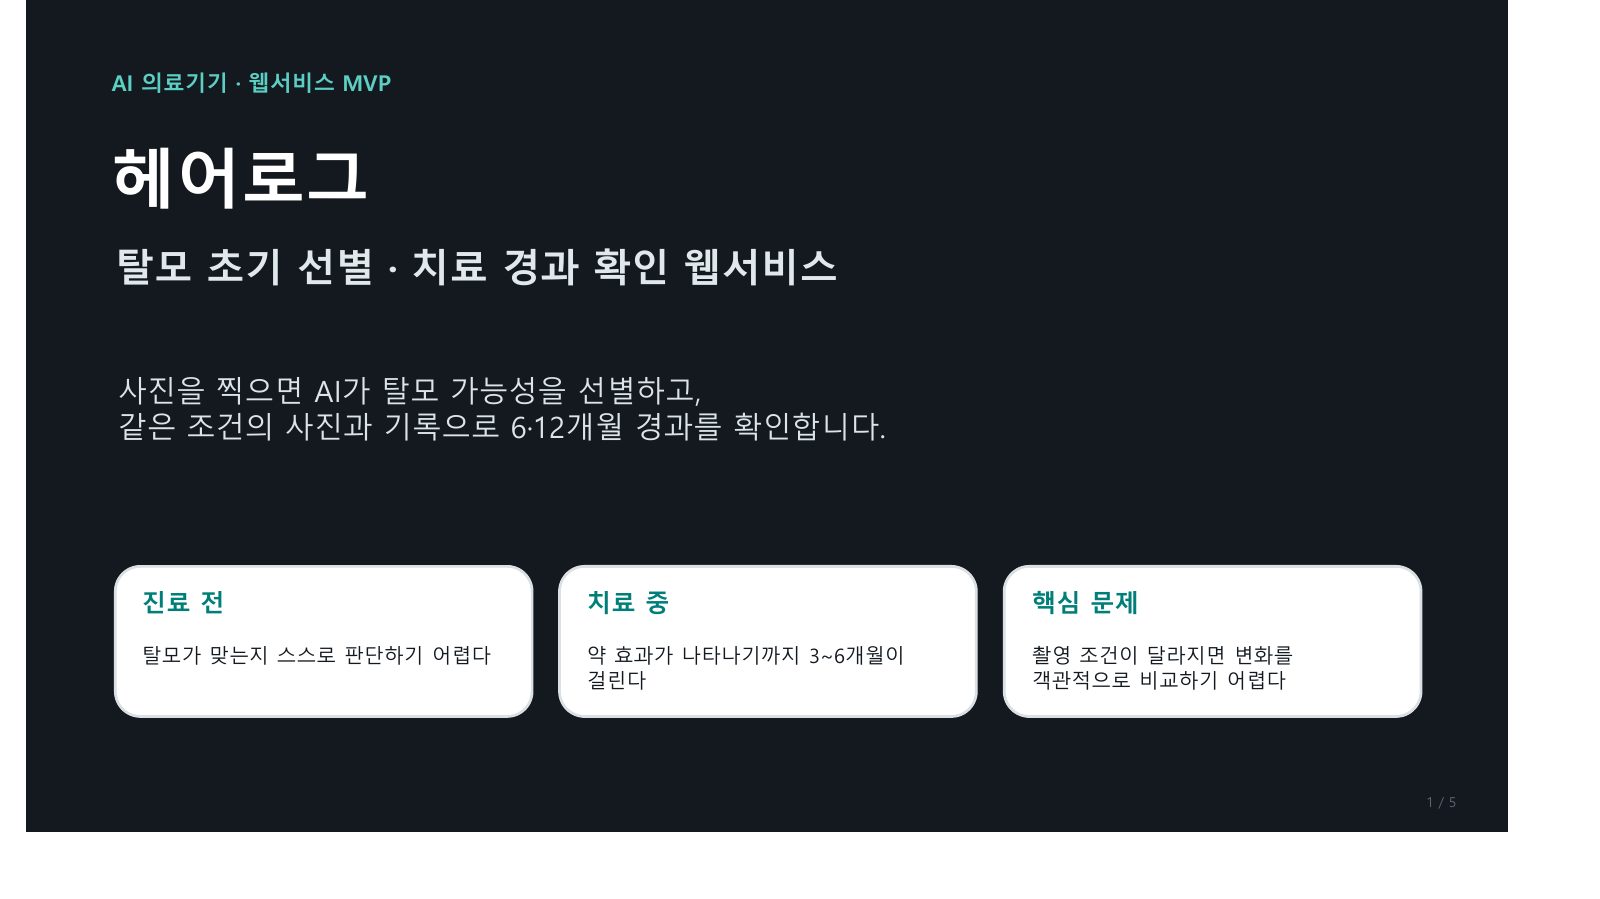 AI 의료기기 · 웹서비스 MVP
헤어로그
탈모 초기 선별 · 치료 경과 확인 웹서비스
사진을 찍으면 AI가 탈모 가능성을 선별하고,
같은 조건의 사진과 기록으로 6·12개월 경과를 확인합니다.
진료 전
탈모가 맞는지 스스로 판단하기 어렵다
치료 중
약 효과가 나타나기까지 3~6개월이
걸린다
핵심 문제
촬영 조건이 달라지면 변화를
객관적으로 비교하기 어렵다
1 / 5